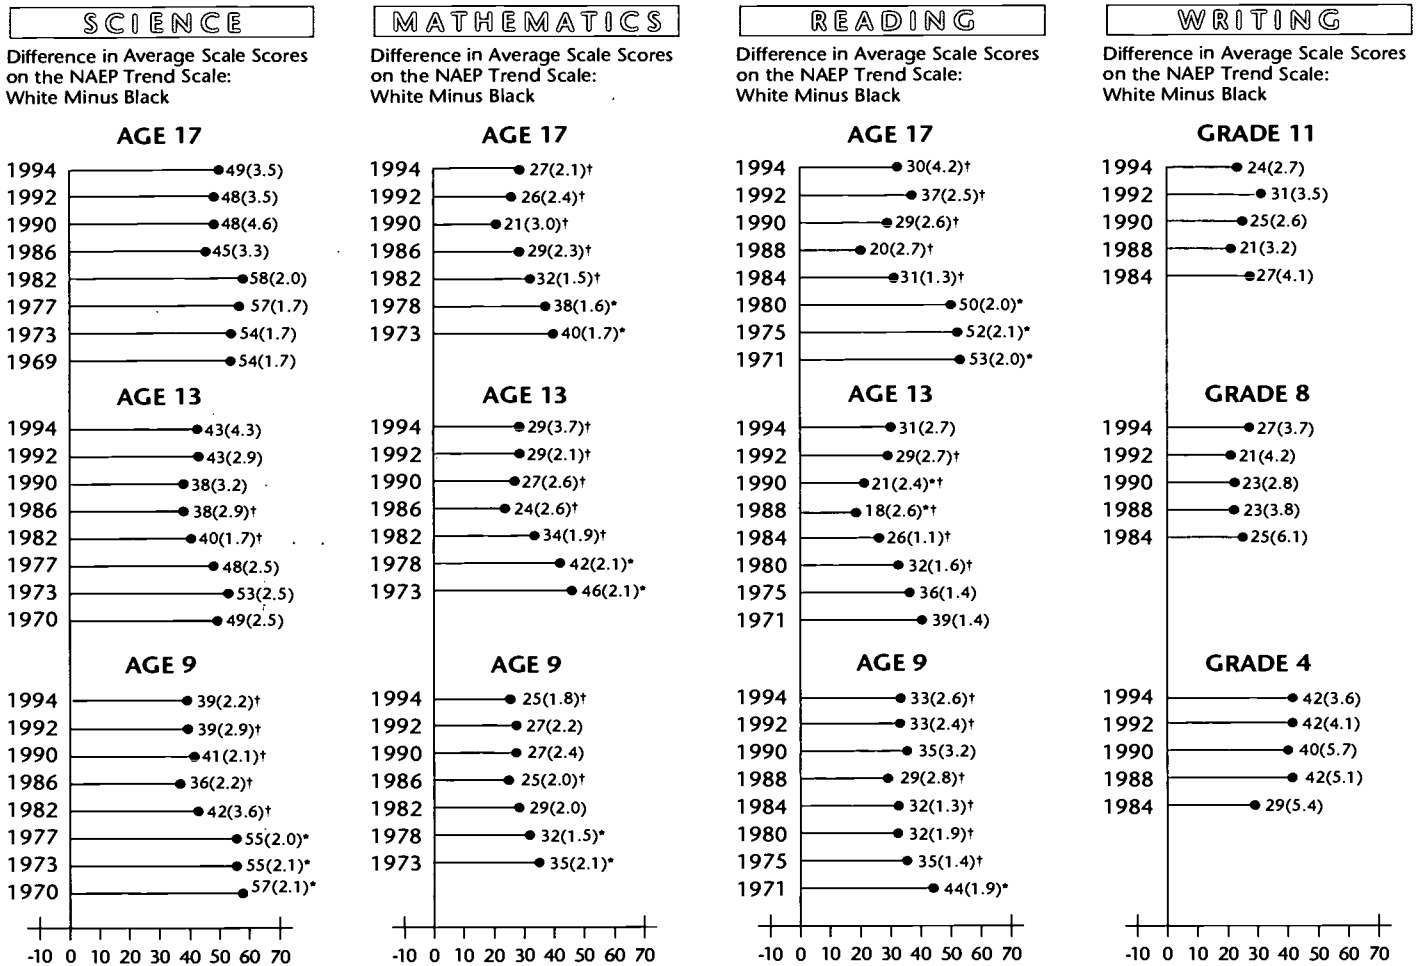 SCIENCE
Difference in Average Scale Scores
on the NAEP Trend Scale:
White Minus Black
AGE 17
1994 49(3.5)
1992 48(3.5)
1990 48(4.6)
1986 45(3.3)
1982 58(2.0)
1977 57(1.7)
1973 54(1.7)
1969 54(1.7)
AGE 13
1994 43(4.3)
1992 43(2.9)
1990 38(3.2)
1986 38(2.9)†
1982 40(1.7)†
1977 48(2.5)
1973 53(2.5)
1970 49(2.5)
AGE 9
1994 39(2.2)†
1992 39(2.9)†
1990 41(2.1)†
1986 36(2.2)†
1982 42(3.6)†
1977 55(2.0)*
1973 55(2.1)*
1970 57(2.1)*
-10 0 10 20 30 40 50 60 70
MATHEMATICS
Difference in Average Scale Scores
on the NAEP Trend Scale:
White Minus Black
AGE 17
1994 27(2.1)†
1992 26(2.4)†
1990 21(3.0)†
1986 29(2.3)†
1982 32(1.5)†
1978 38(1.6)*
1973 40(1.7)*
AGE 13
1994 29(3.7)†
1992 29(2.1)†
1990 27(2.6)†
1986 24(2.6)†
1982 34(1.9)†
1978 42(2.1)*
1973 46(2.1)*
AGE 9
1994 25(1.8)†
1992 27(2.2)
1990 27(2.4)
1986 25(2.0)†
1982 29(2.0)
1978 32(1.5)*
1973 35(2.1)*
-10 0 10 20 30 40 50 60 70
READING
Difference in Average Scale Scores
on the NAEP Trend Scale:
White Minus Black
AGE 17
1994 30(4.2)†
1992 37(2.5)†
1990 29(2.6)†
1988 20(2.7)†
1984 31(1.3)†
1980 50(2.0)*
1975 52(2.1)*
1971 53(2.0)*
AGE 13
1994 31(2.7)
1992 29(2.7)†
1990 21(2.4)*†
1988 18(2.6)*†
1984 26(1.1)†
1980 32(1.6)†
1975 36(1.4)
1971 39(1.4)
AGE 9
1994 33(2.6)†
1992 33(2.4)†
1990 35(3.2)
1988 29(2.8)†
1984 32(1.3)†
1980 32(1.9)†
1975 35(1.4)†
1971 44(1.9)*
-10 0 10 20 30 40 50 60 70
WRITING
Difference in Average Scale Scores
on the NAEP Trend Scale:
White Minus Black
GRADE 11
1994 24(2.7)
1992 31(3.5)
1990 25(2.6)
1988 21(3.2)
1984 27(4.1)
GRADE 8
1994 27(3.7)
1992 21(4.2)
1990 23(2.8)
1988 23(3.8)
1984 25(6.1)
GRADE 4
1994 42(3.6)
1992 42(4.1)
1990 40(5.7)
1988 42(5.1)
1984 29(5.4)
-10 0 10 20 30 40 50 60 70